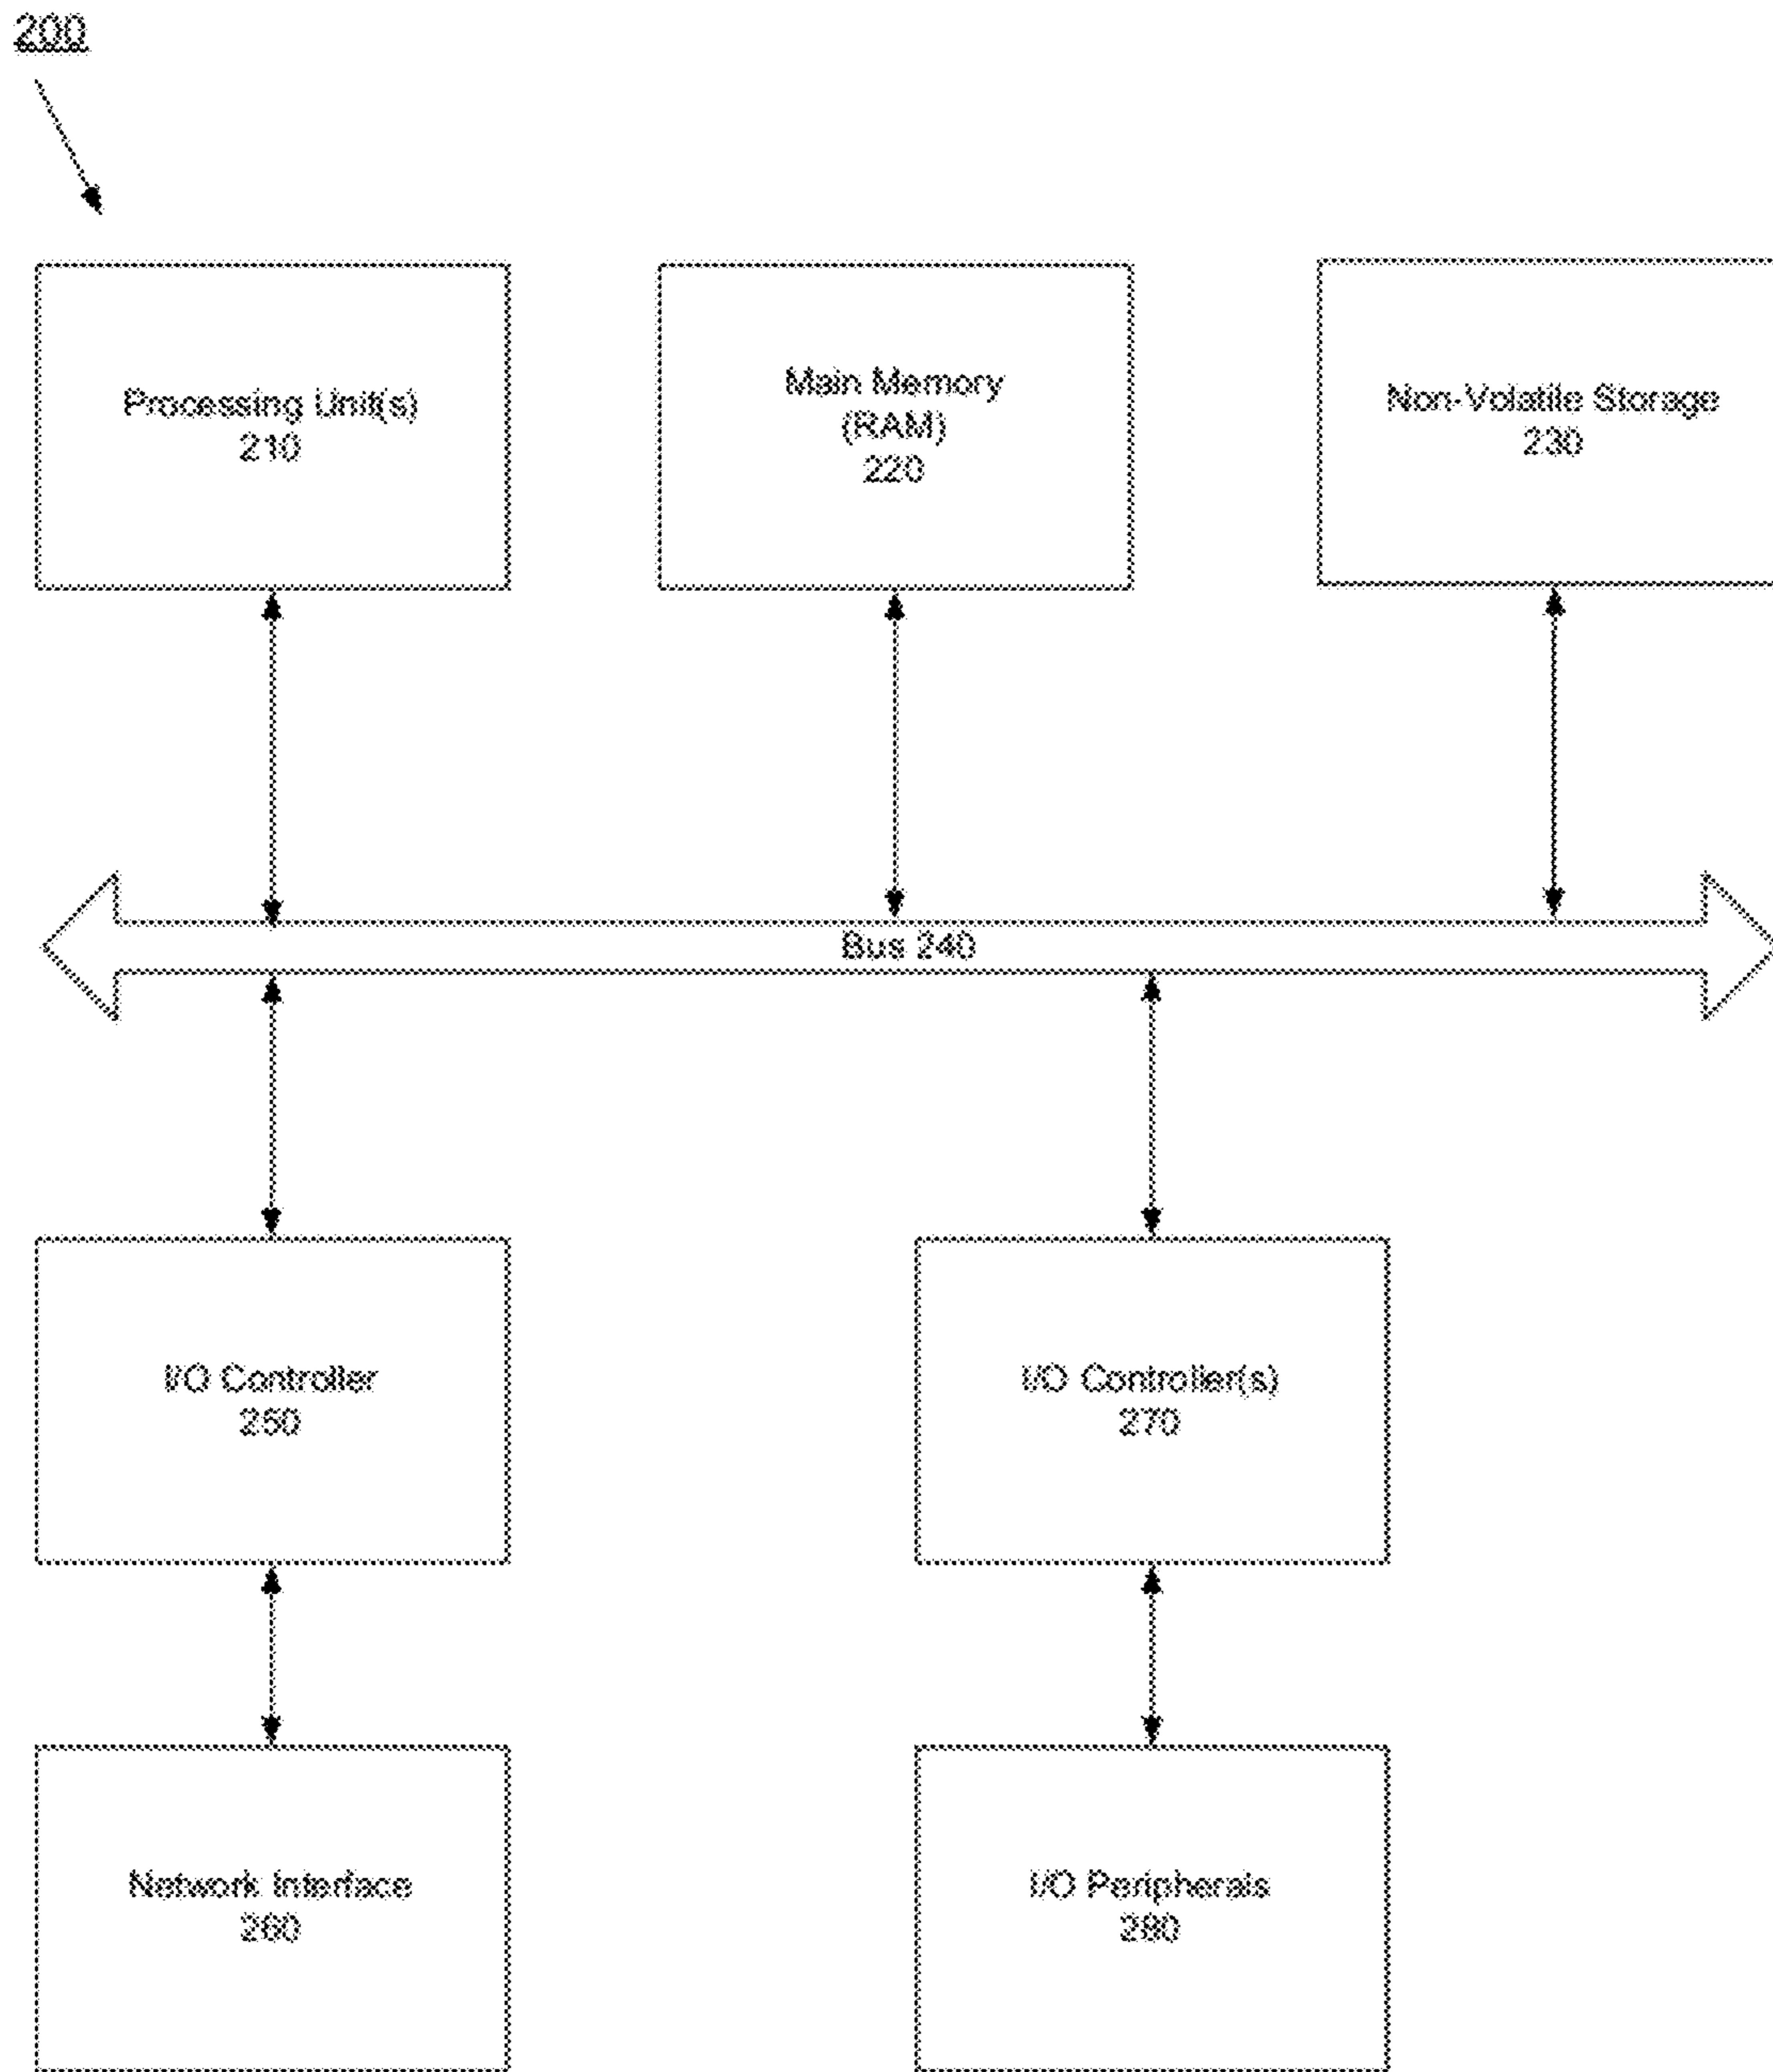 200
Processing Unit(s)
210
Main Memory
(RAM)
220
Non-Volatile Storage
230
Bus 240
I/O Controller
250
I/O Controller(s)
270
Network Interface
260
I/O Peripherals
280